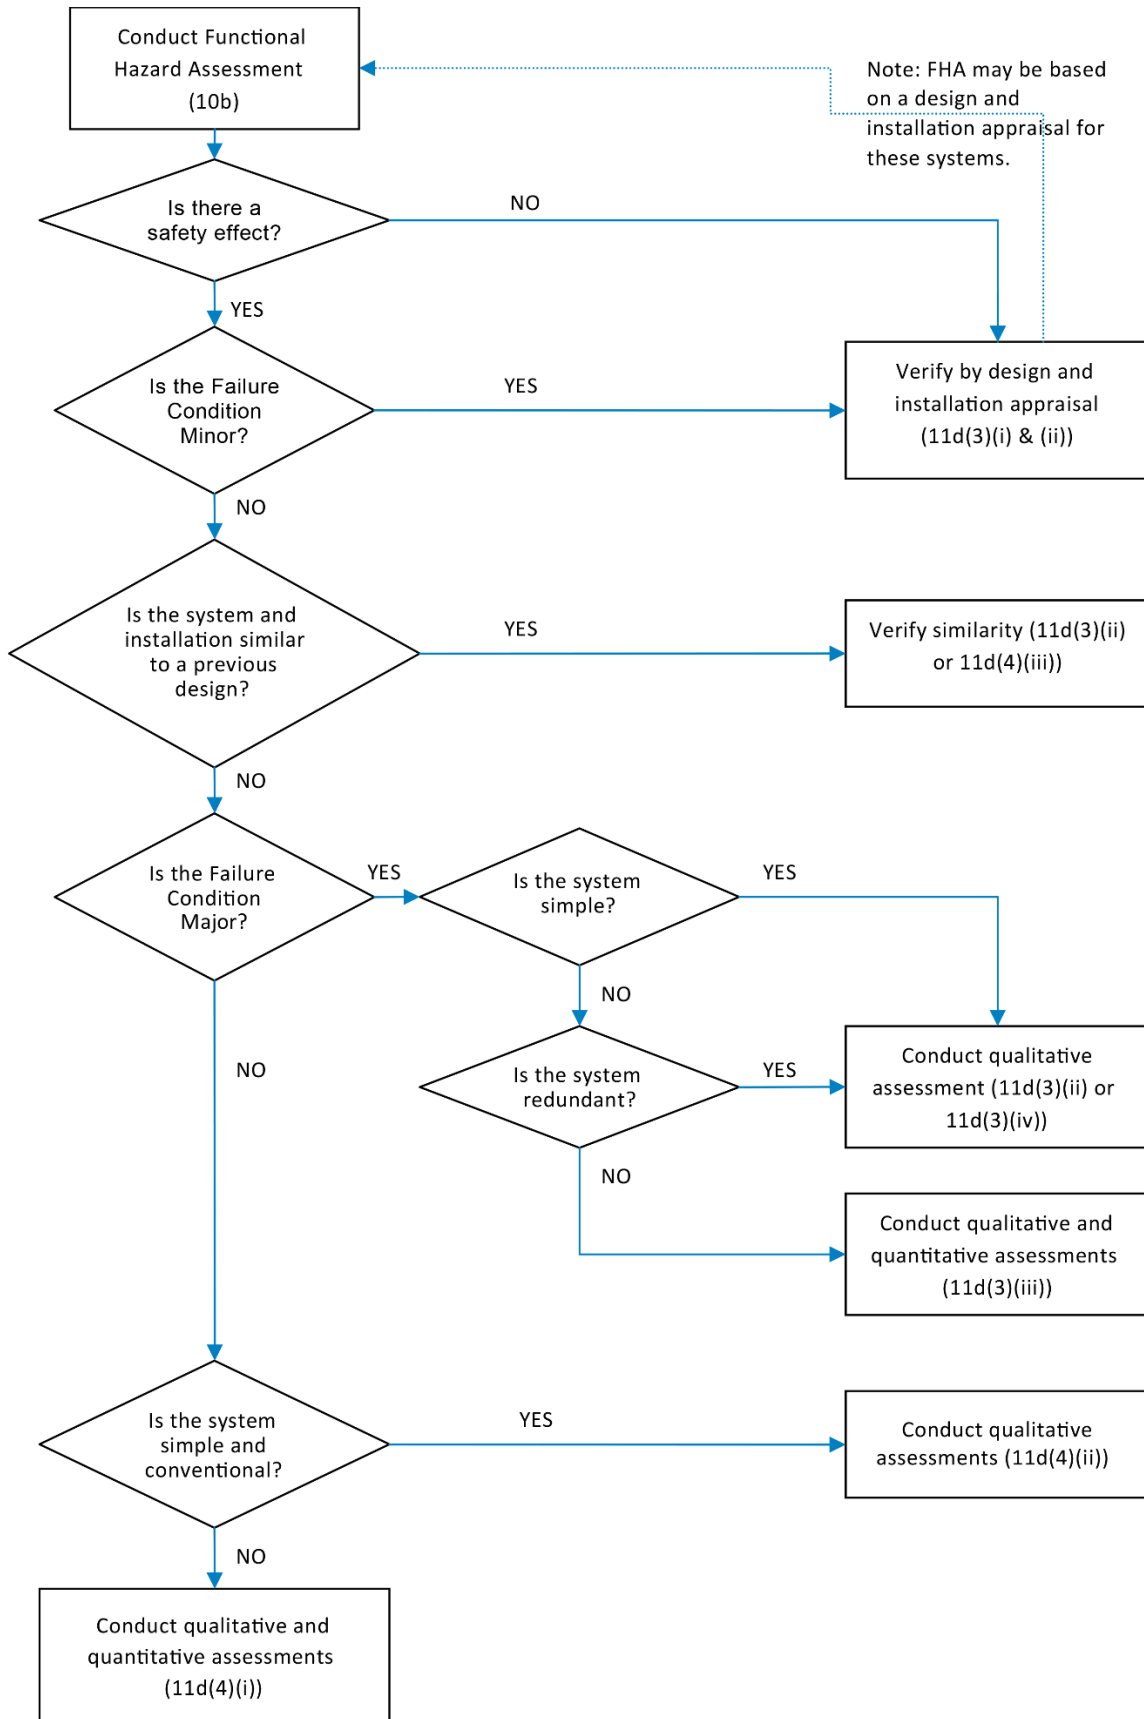 Conduct Functional
Hazard Assessment
(10b)
Note: FHA may be based
on a design and
installation appraisal for
these systems.
Is there a
safety effect?
NO
YES
Is the Failure
Condition
Minor?
YES
Verify by design and
installation appraisal
(11d(3)(i) & (ii))
NO
Is the system and
installation similar
to a previous
design?
YES
Verify similarity (11d(3)(ii)
or 11d(4)(iii))
NO
Is the Failure
Condition
Major?
YES
Is the system
simple?
YES
NO
NO
Is the system
redundant?
YES
Conduct qualitative
assessment (11d(3)(ii) or
11d(3)(iv))
NO
Conduct qualitative and
quantitative assessments
(11d(3)(iii))
Is the system
simple and
conventional?
YES
Conduct qualitative
assessments (11d(4)(ii))
NO
Conduct qualitative and
quantitative assessments
(11d(4)(i))